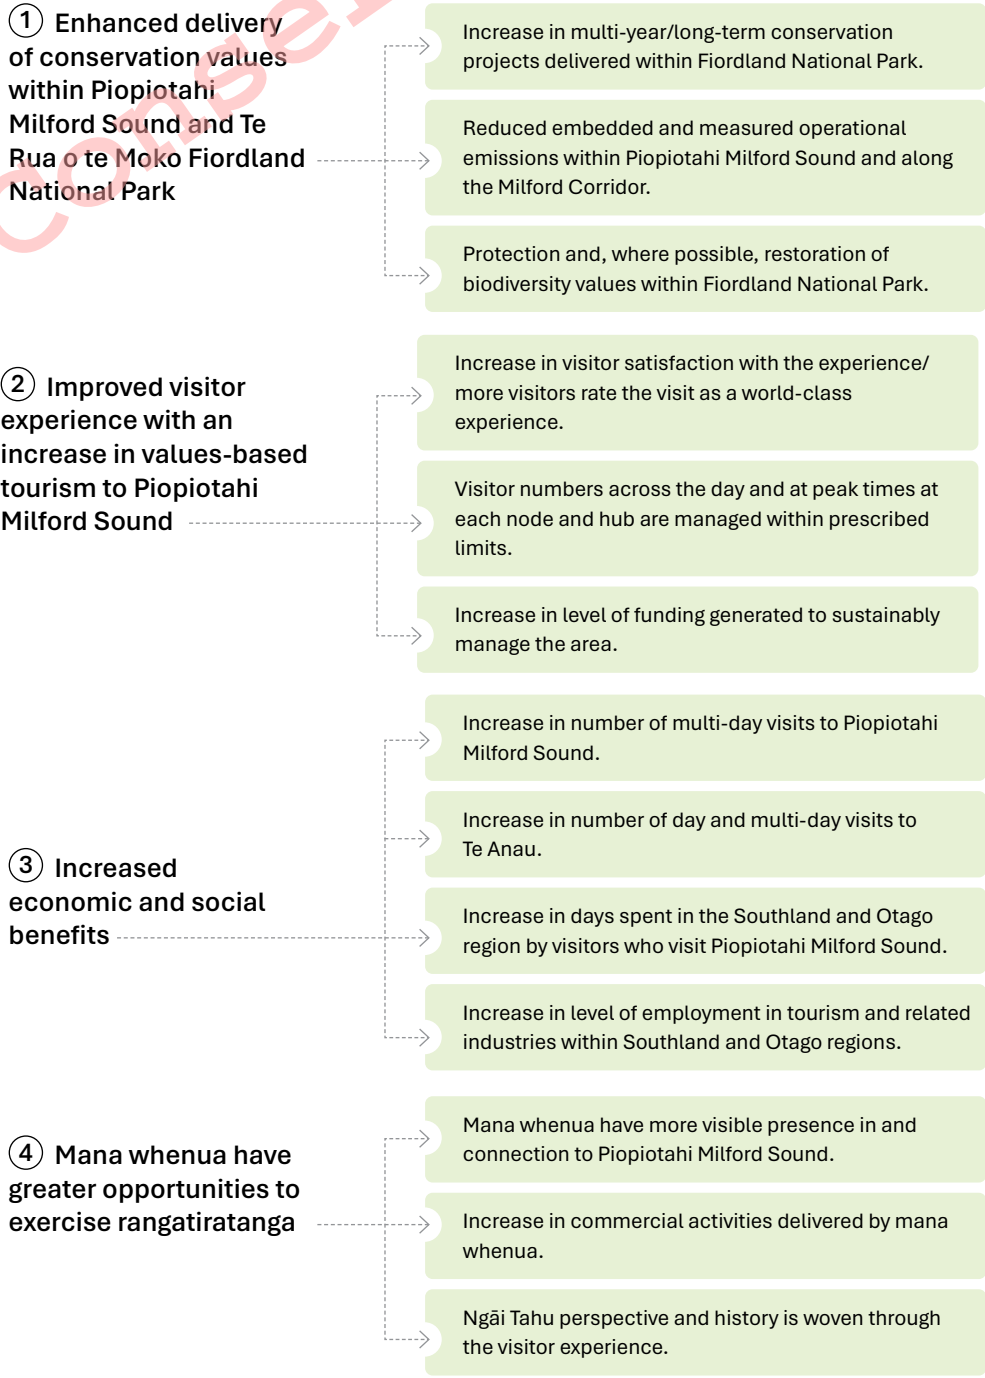 ① Enhanced delivery
of conservation values
within Piopiotahi
Milford Sound and Te
Rua o te Moko Fiordland
National Park
Increase in multi-year/long-term conservation
projects delivered within Fiordland National Park.
Reduced embedded and measured operational
emissions within Piopiotahi Milford Sound and along
the Milford Corridor.
Protection and, where possible, restoration of
biodiversity values within Fiordland National Park.
② Improved visitor
experience with an
increase in values-based
tourism to Piopiotahi
Milford Sound
Increase in visitor satisfaction with the experience/
more visitors rate the visit as a world-class
experience.
Visitor numbers across the day and at peak times at
each node and hub are managed within prescribed
limits.
Increase in level of funding generated to sustainably
manage the area.
③ Increased
economic and social
benefits
Increase in number of multi-day visits to Piopiotahi
Milford Sound.
Increase in number of day and multi-day visits to
Te Anau.
Increase in days spent in the Southland and Otago
region by visitors who visit Piopiotahi Milford Sound.
Increase in level of employment in tourism and related
industries within Southland and Otago regions.
④ Mana whenua have
greater opportunities to
exercise rangatiratanga
Mana whenua have more visible presence in and
connection to Piopiotahi Milford Sound.
Increase in commercial activities delivered by mana
whenua.
Ngāi Tahu perspective and history is woven through
the visitor experience.